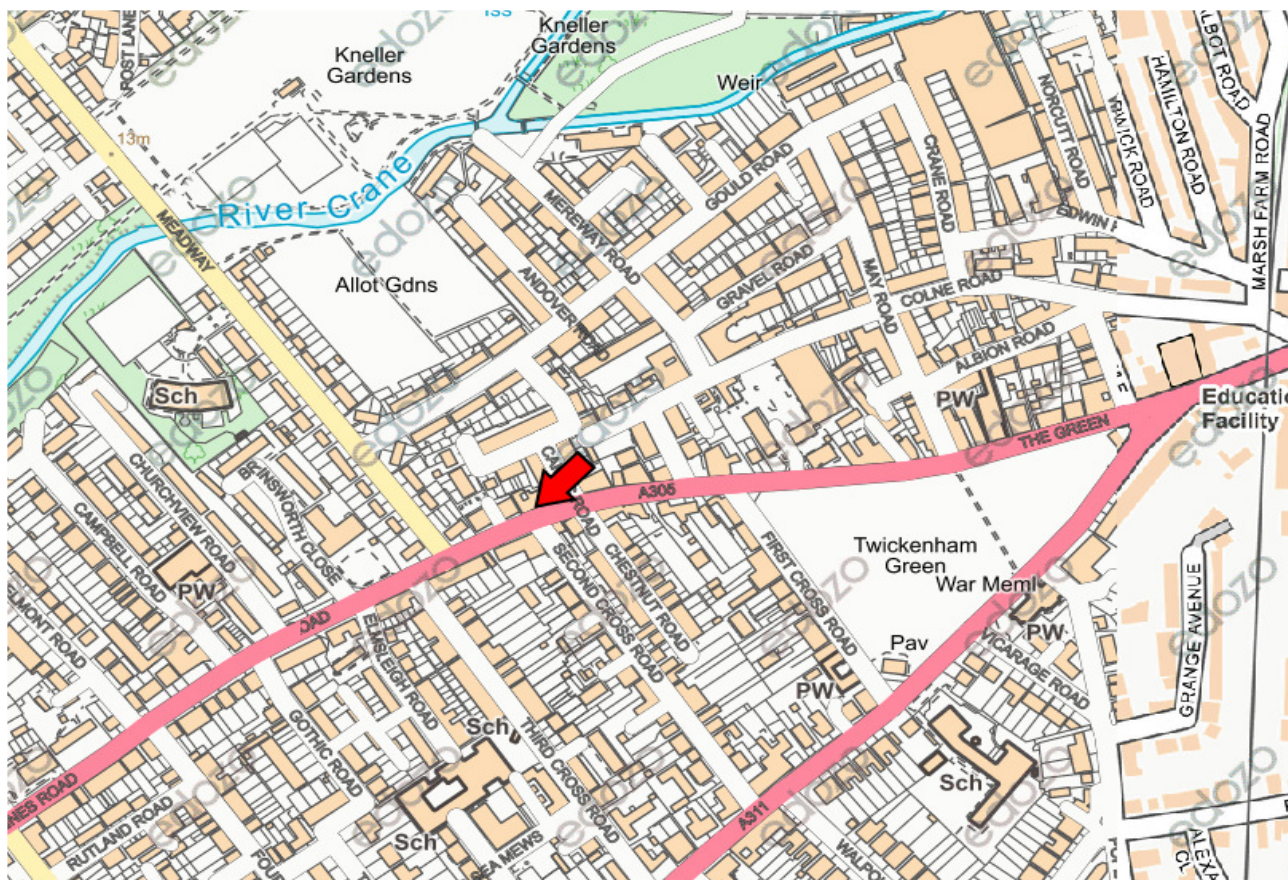 POST LANE
Kneller
Gardens
Kneller
Gardens
Weir
13m
River Crane
MEADWAY
Allot Gdns
MEREWAY ROAD
GOULD ROAD
ANDOVER ROAD
GRAVEL ROAD
CRANE ROAD
MAY ROAD
COLNE ROAD
ALBION ROAD
NORCUTT ROAD
HAMILTON ROAD
MARSH FARM ROAD
Sch
PW
THE GREEN
Facility
CHURCHVIEW ROAD
CAMPBELL ROAD
PW
A305
FIRST CROSS ROAD
SECOND CROSS ROAD
CHESTNUT ROAD
THIRD CROSS ROAD
ELMSLEIGH ROAD
GOTHIC ROAD
RUTLAND ROAD
Twickenham
Green
War Meml
Pav
PW
PW
VICARAGE ROAD
GRANGE AVENUE
Sch
Sch
Sch
A311
edozo